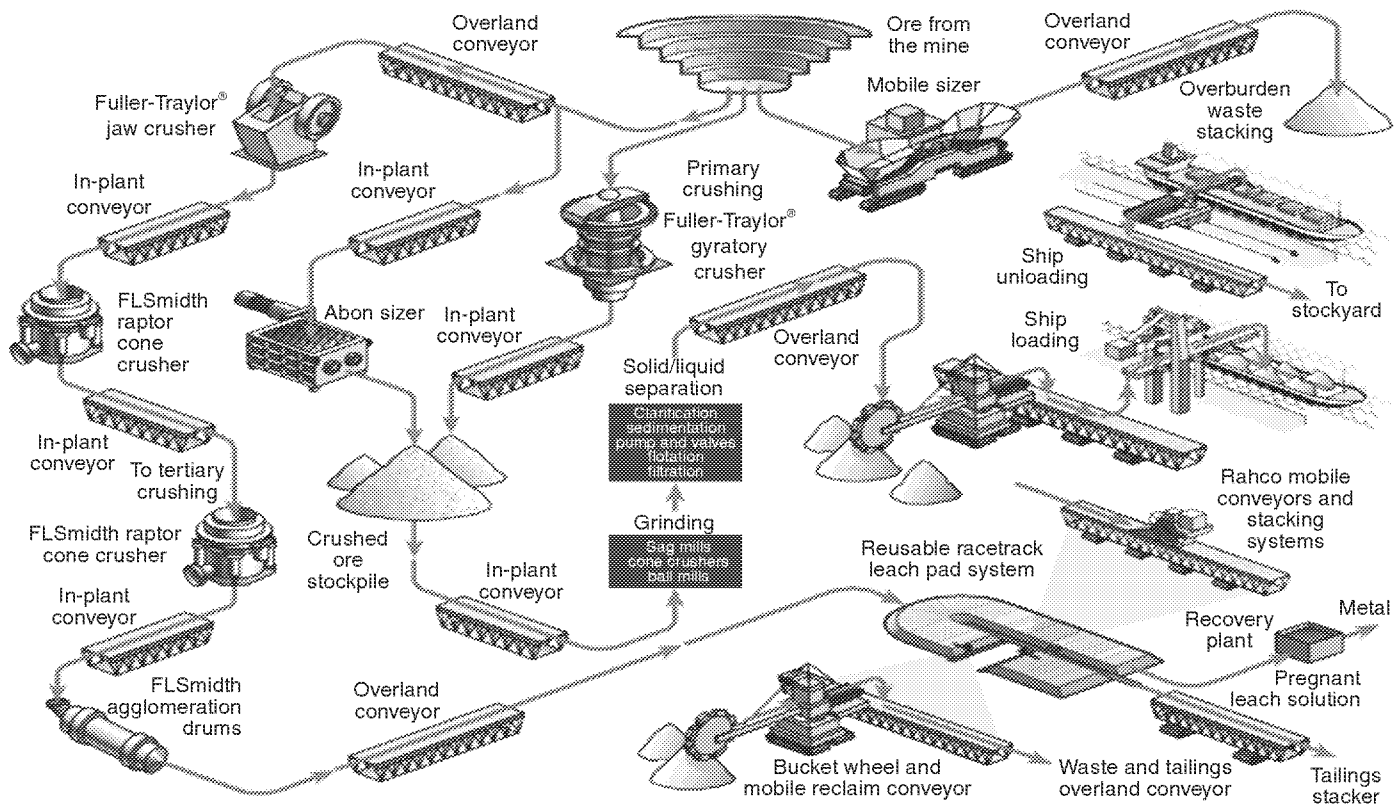 Overland
conveyor
Ore from
the mine
Overland
conveyor
Mobile sizer
Fuller-Traylor®
jaw crusher
Overburden
waste
stacking
In-plant
conveyor
In-plant
conveyor
Primary
crushing
Fuller-Traylor®
gyratory
crusher
Ship
unloading
To
stockyard
FLSmidth
raptor
cone
crusher
Abon sizer
In-plant
conveyor
Overland
conveyor
Ship
loading
Solid/liquid
separation
Clarification
sedimentation
pump and valves
flotation
filtration
In-plant
conveyor
To tertiary
crushing
Rahco mobile
conveyors and
stacking
systems
FLSmidth raptor
cone crusher
Crushed
ore
stockpile
Grinding
Sag mills
cone crushers
ball mills
Reusable racetrack
leach pad system
In-plant
conveyor
In-plant
conveyor
Recovery
plant
Metal
Pregnant
leach solution
FLSmidth
agglomeration
drums
Overland
conveyor
Bucket wheel and
mobile reclaim conveyor
Waste and tailings
overland conveyor
Tailings
stacker